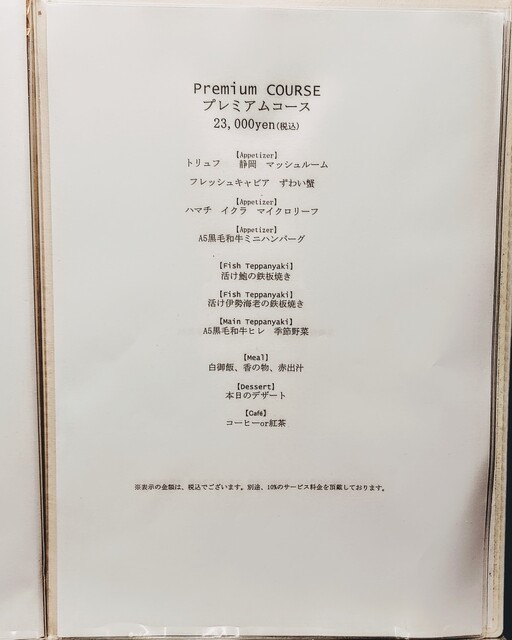 Premium COURSE
プレミアムコース
23,000yen(税込)
【Appetizer】
トリュフ 静岡 マッシュルーム
フレッシュキャビア ずわい蟹
【Appetizer】
ハマチ イクラ マイクロリーフ
【Appetizer】
A5黒毛和牛ミニハンバーグ
【Fish Teppanyaki】
活け鮑の鉄板焼き
【Fish Teppanyaki】
活け伊勢海老の鉄板焼き
【Main Teppanyaki】
A5黒毛和牛ヒレ 季節野菜
【Meal】
白御飯、香の物、赤出汁
【Dessert】
本日のデザート
【Café】
コーヒーor紅茶
※表示の金額は、税込でございます。別途、10%のサービス料金を頂戴しております。